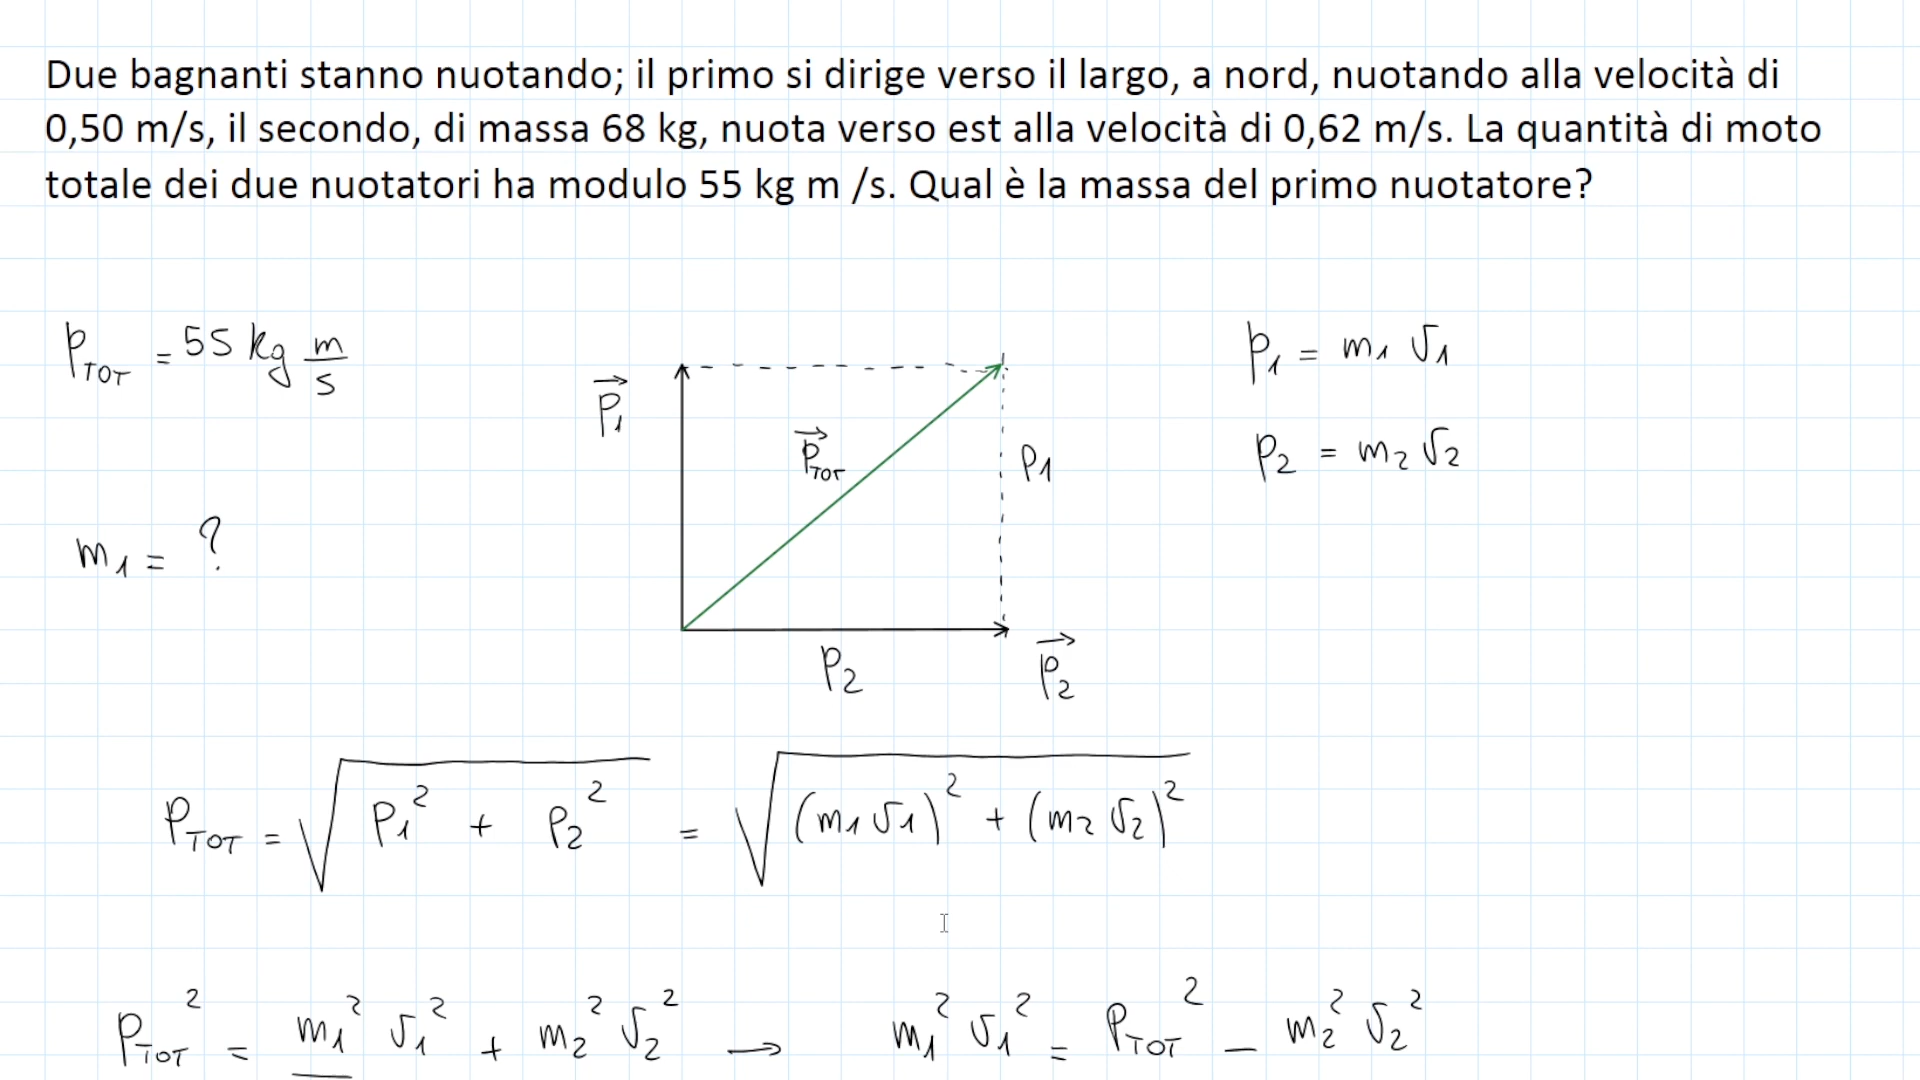 Due bagnanti stanno nuotando; il primo si dirige verso il largo, a nord, nuotando alla velocità di
0,50 m/s, il secondo, di massa 68 kg, nuota verso est alla velocità di 0,62 m/s. La quantità di moto
totale dei due nuotatori ha modulo 55 kg m /s. Qual è la massa del primo nuotatore?
P_TOT = 55 kg m/s
p₁ = m₁ v₁
P⃗₁
P⃗_TOT
P₁
p₂ = m₂ v₂
m₁ = ?
P₂
P⃗₂
P_TOT = √(P₁² + P₂²) = √((m₁ v₁)² + (m₂ v₂)²)
P_TOT² = m₁² v₁² + m₂² v₂² → m₁² v₁² = P_TOT² − m₂² v₂²